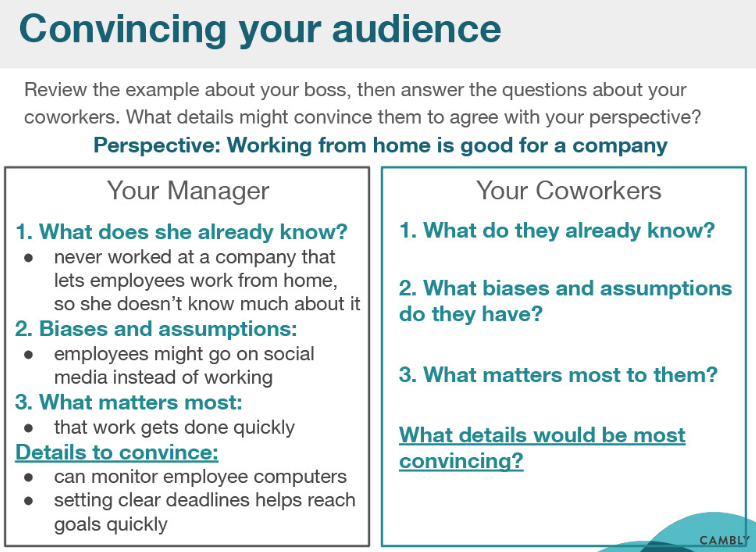 Convincing your audience
Review the example about your boss, then answer the questions about your
coworkers. What details might convince them to agree with your perspective?
Perspective: Working from home is good for a company
Your Manager
1. What does she already know?
● never worked at a company that
lets employees work from home,
so she doesn’t know much about it
2. Biases and assumptions:
● employees might go on social
media instead of working
3. What matters most:
● that work gets done quickly
Details to convince:
● can monitor employee computers
● setting clear deadlines helps reach
goals quickly
Your Coworkers
1. What do they already know?
2. What biases and assumptions
do they have?
3. What matters most to them?
What details would be most
convincing?
CAMBLY